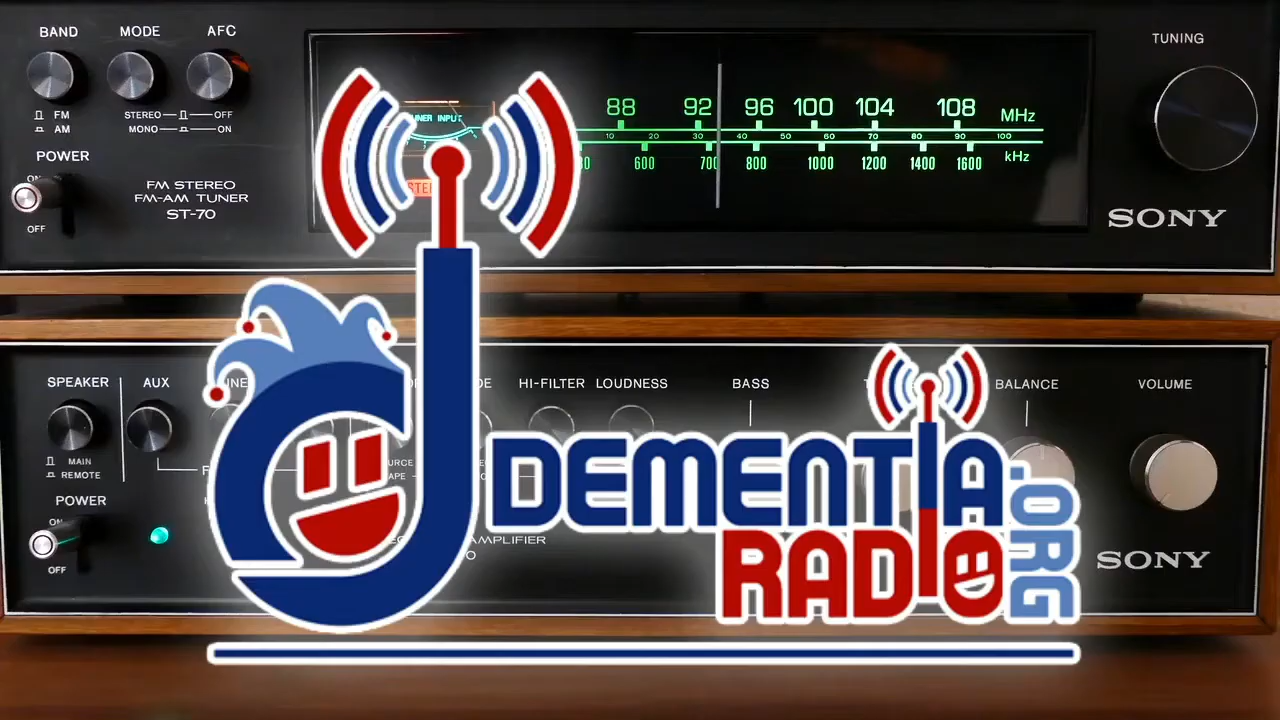 BAND MODE AFC
TUNING
FM
AM
STEREO OFF
MONO ON
POWER
ON
OFF
FM STEREO
FM-AM TUNER
ST-70
TUNER INPUT
88 92 96 100 104 108 MHz
10 20 30 40 50 60 70 80 90 100
600 700 800 1000 1200 1400 1600 kHz
SONY
SPEAKER AUX HI-FILTER LOUDNESS BASS BALANCE VOLUME
MAIN
REMOTE
POWER
ON
OFF
AMPLIFIER
SONY
DEMENTIA
RADIO
.ORG